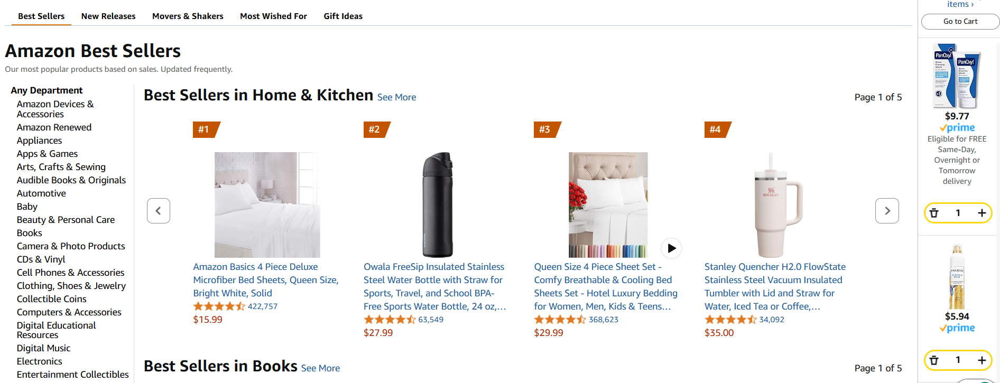 Best Sellers New Releases Movers & Shakers Most Wished For Gift Ideas
Amazon Best Sellers
Our most popular products based on sales. Updated frequently.
Any Department
Amazon Devices &
Accessories
Amazon Renewed
Appliances
Apps & Games
Arts, Crafts & Sewing
Audible Books & Originals
Automotive
Baby
Beauty & Personal Care
Books
Camera & Photo Products
CDs & Vinyl
Cell Phones & Accessories
Clothing, Shoes & Jewelry
Collectible Coins
Computers & Accessories
Digital Educational
Resources
Digital Music
Electronics
Entertainment Collectibles
Best Sellers in Home & Kitchen See More
Page 1 of 5
#1
Amazon Basics 4 Piece Deluxe
Microfiber Bed Sheets, Queen Size,
Bright White, Solid
422,757
$15.99
#2
Owala FreeSip Insulated Stainless
Steel Water Bottle with Straw for
Sports, Travel, and School BPA-
Free Sports Water Bottle, 24 oz,...
63,549
$27.99
#3
Queen Size 4 Piece Sheet Set -
Comfy Breathable & Cooling Bed
Sheets Set - Hotel Luxury Bedding
for Women, Men, Kids & Teens...
368,623
$29.99
#4
STANLEY
Stanley Quencher H2.0 FlowState
Stainless Steel Vacuum Insulated
Tumbler with Lid and Straw for
Water, Iced Tea or Coffee,...
34,092
$35.00
Best Sellers in Books See More
Page 1 of 5
items ›
Go to Cart
PanOxyl
Acne
Creamy
Wash
PanOxyl
Acne
Creamy
Wash
$9.77
prime
Eligible for FREE
Same-Day,
Overnight or
Tomorrow
delivery
1
PANTENE
$5.94
prime
1